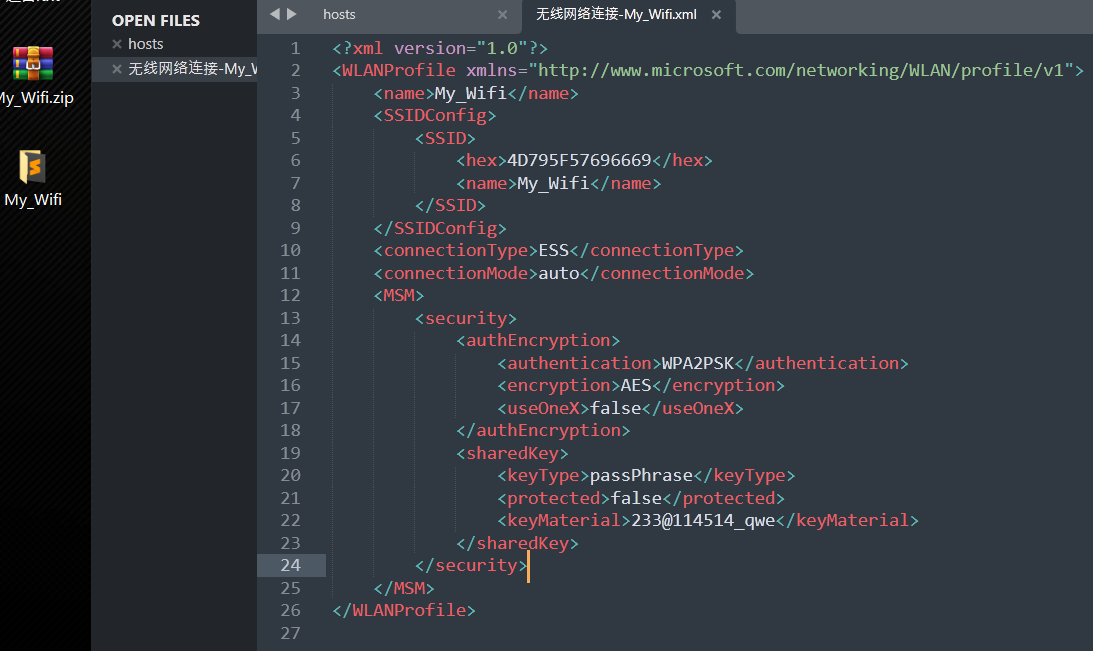 My_Wifi.zip
My_Wifi
OPEN FILES
hosts
无线网络连接-My_W
hosts
无线网络连接-My_Wifi.xml
1 <?xml version="1.0"?>
2 <WLANProfile xmlns="http://www.microsoft.com/networking/WLAN/profile/v1">
3 <name>My_Wifi</name>
4 <SSIDConfig>
5 <SSID>
6 <hex>4D795F57696669</hex>
7 <name>My_Wifi</name>
8 </SSID>
9 </SSIDConfig>
10 <connectionType>ESS</connectionType>
11 <connectionMode>auto</connectionMode>
12 <MSM>
13 <security>
14 <authEncryption>
15 <authentication>WPA2PSK</authentication>
16 <encryption>AES</encryption>
17 <useOneX>false</useOneX>
18 </authEncryption>
19 <sharedKey>
20 <keyType>passPhrase</keyType>
21 <protected>false</protected>
22 <keyMaterial>233@114514_qwe</keyMaterial>
23 </sharedKey>
24 </security>
25 </MSM>
26 </WLANProfile>
27